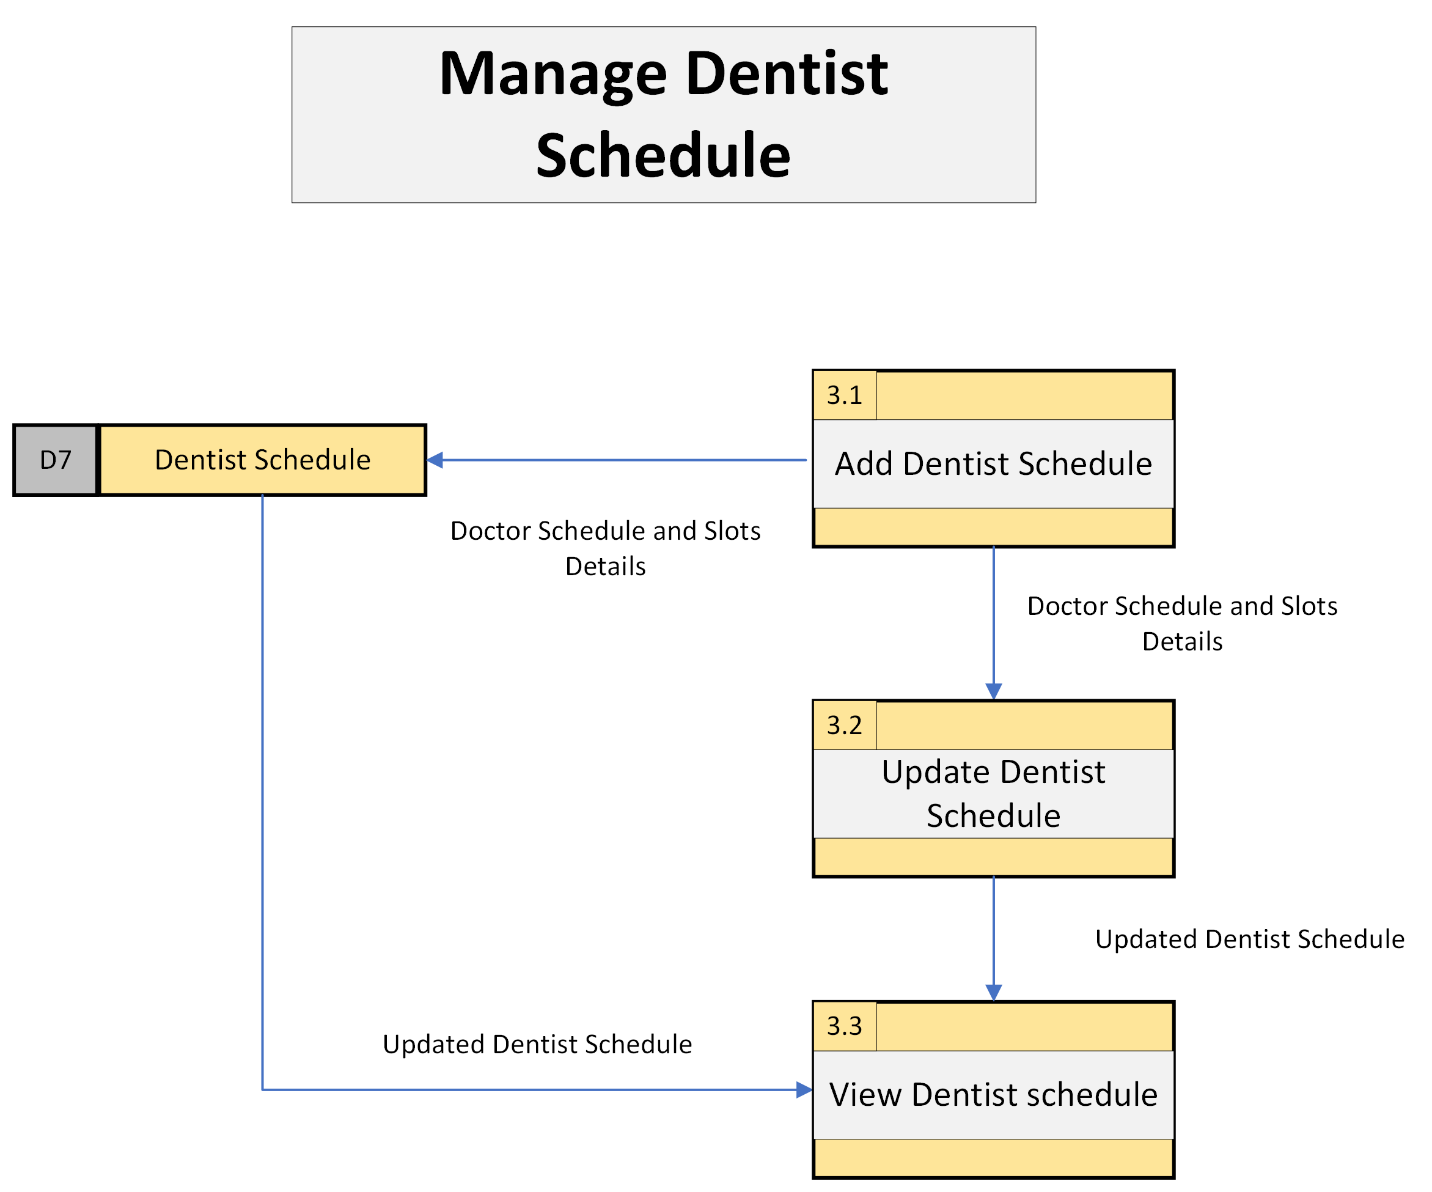 Manage Dentist
Schedule
3.1
Add Dentist Schedule
D7
Dentist Schedule
Doctor Schedule and Slots
Details
Doctor Schedule and Slots
Details
3.2
Update Dentist
Schedule
Updated Dentist Schedule
3.3
View Dentist schedule
Updated Dentist Schedule